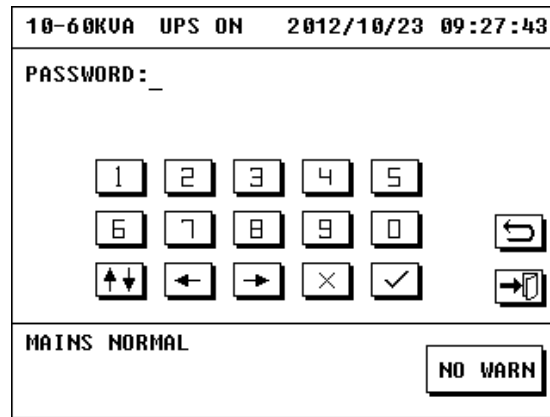 10-60KVA UPS ON 2012/10/23 09:27:43
PASSWORD:_
1 2 3 4 5
6 7 8 9 0
MAINS NORMAL
NO WARN